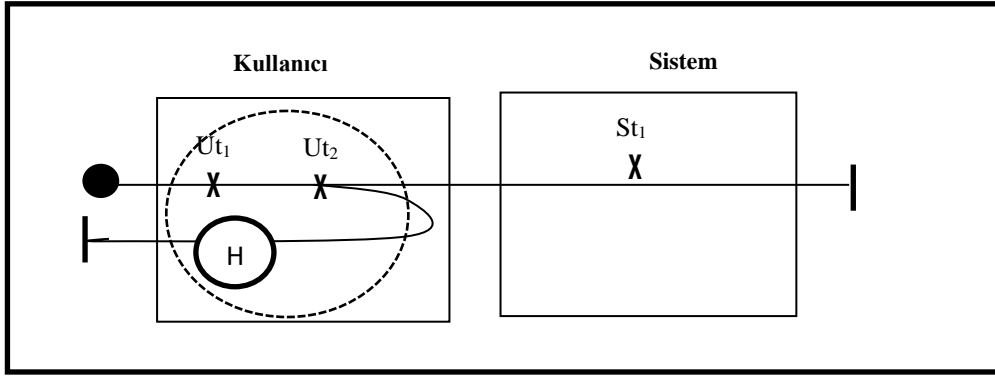 Kullanıcı
Sistem
Ut₁
Ut₂
St₁
H